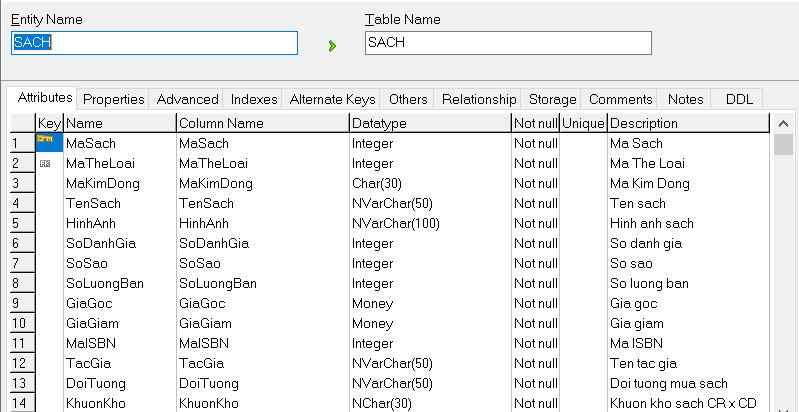 Entity Name Table Name
SACH SACH
Attributes Properties Advanced Indexes Alternate Keys Others Relationship Storage Comments Notes DDL
Key Name Column Name Datatype Not null Unique Description
1 MaSach MaSach Integer Not null Ma Sach
2 FK MaTheLoai MaTheLoai Integer Not null Ma The Loai
3 MaKimDong MaKimDong Char(30) Not null Ma Kim Dong
4 TenSach TenSach NVarChar(50) Not null Ten sach
5 HinhAnh HinhAnh NVarChar(100) Not null Hinh anh sach
6 SoDanhGia SoDanhGia Integer Not null So danh gia
7 SoSao SoSao Integer Not null So sao
8 SoLuongBan SoLuongBan Integer Not null So luong ban
9 GiaGoc GiaGoc Money Not null Gia goc
10 GiaGiam GiaGiam Money Not null Gia giam
11 MaISBN MaISBN Integer Not null Ma ISBN
12 TacGia TacGia NVarChar(50) Not null Ten tac gia
13 DoiTuong DoiTuong NVarChar(50) Not null Doi tuong mua sach
14 KhuonKho KhuonKho NChar(30) Not null Khuon kho sach CR x CD